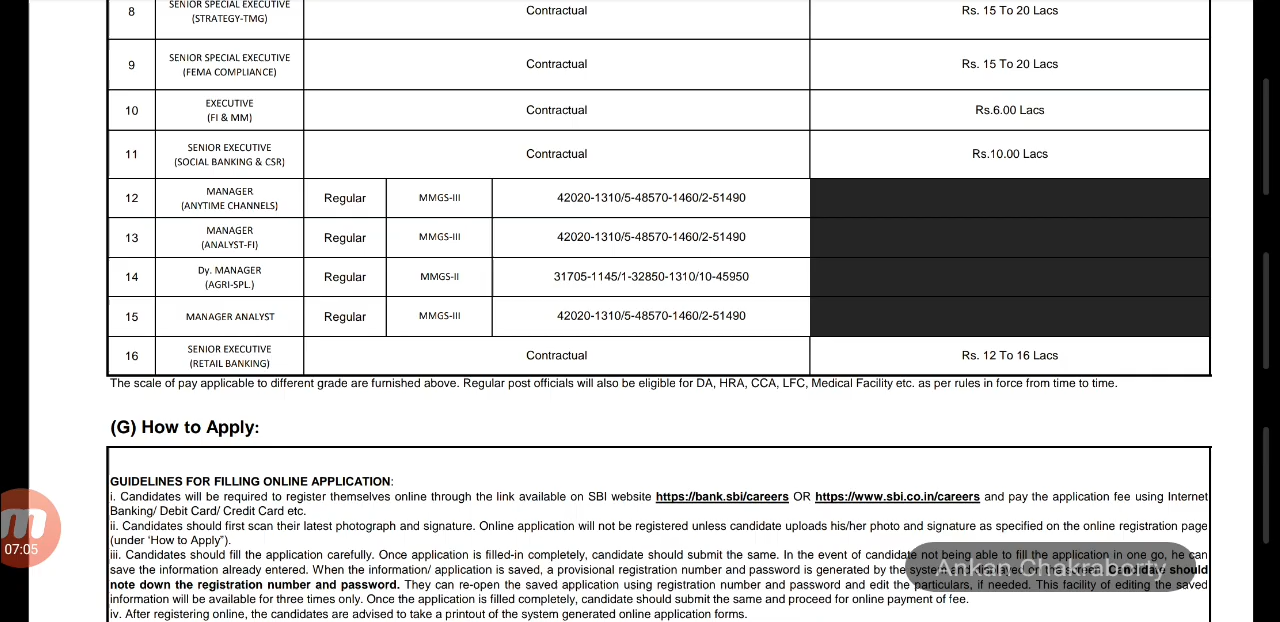 8 SENIOR SPECIAL EXECUTIVE (STRATEGY-TMG) Contractual Rs. 15 To 20 Lacs
9 SENIOR SPECIAL EXECUTIVE (FEMA COMPLIANCE) Contractual Rs. 15 To 20 Lacs
10 EXECUTIVE (FI & MM) Contractual Rs.6.00 Lacs
11 SENIOR EXECUTIVE (SOCIAL BANKING & CSR) Contractual Rs.10.00 Lacs
12 MANAGER (ANYTIME CHANNELS) Regular MMGS-III 42020-1310/5-48570-1460/2-51490
13 MANAGER (ANALYST-FI) Regular MMGS-III 42020-1310/5-48570-1460/2-51490
14 Dy. MANAGER (AGRI-SPL.) Regular MMGS-II 31705-1145/1-32850-1310/10-45950
15 MANAGER ANALYST Regular MMGS-III 42020-1310/5-48570-1460/2-51490
16 SENIOR EXECUTIVE (RETAIL BANKING) Contractual Rs. 12 To 16 Lacs
The scale of pay applicable to different grade are furnished above. Regular post officials will also be eligible for DA, HRA, CCA, LFC, Medical Facility etc. as per rules in force from time to time.
(G) How to Apply:
GUIDELINES FOR FILLING ONLINE APPLICATION:
i. Candidates will be required to register themselves online through the link available on SBI website https://bank.sbi/careers OR https://www.sbi.co.in/careers and pay the application fee using Internet
Banking/ Debit Card/ Credit Card etc.
ii. Candidates should first scan their latest photograph and signature. Online application will not be registered unless candidate uploads his/her photo and signature as specified on the online registration page
(under ‘How to Apply”).
iii. Candidates should fill the application carefully. Once application is filled-in completely, candidate should submit the same. In the event of candidate not being able to fill the application in one go, he can
save the information already entered. When the information/ application is saved, a provisional registration number and password is generated by the system and displayed on the screen. Candidate should
note down the registration number and password. They can re-open the saved application using registration number and password and edit the particulars, if needed. This facility of editing the saved
information will be available for three times only. Once the application is filled completely, candidate should submit the same and proceed for online payment of fee.
iv. After registering online, the candidates are advised to take a printout of the system generated online application forms.
07:05
Ankan Chakraborty